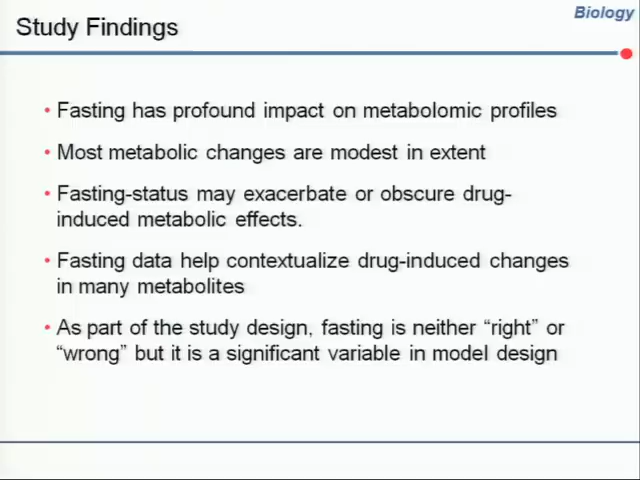 Biology
Study Findings
• Fasting has profound impact on metabolomic profiles
• Most metabolic changes are modest in extent
• Fasting-status may exacerbate or obscure drug-
induced metabolic effects.
• Fasting data help contextualize drug-induced changes
in many metabolites
• As part of the study design, fasting is neither “right” or
“wrong” but it is a significant variable in model design